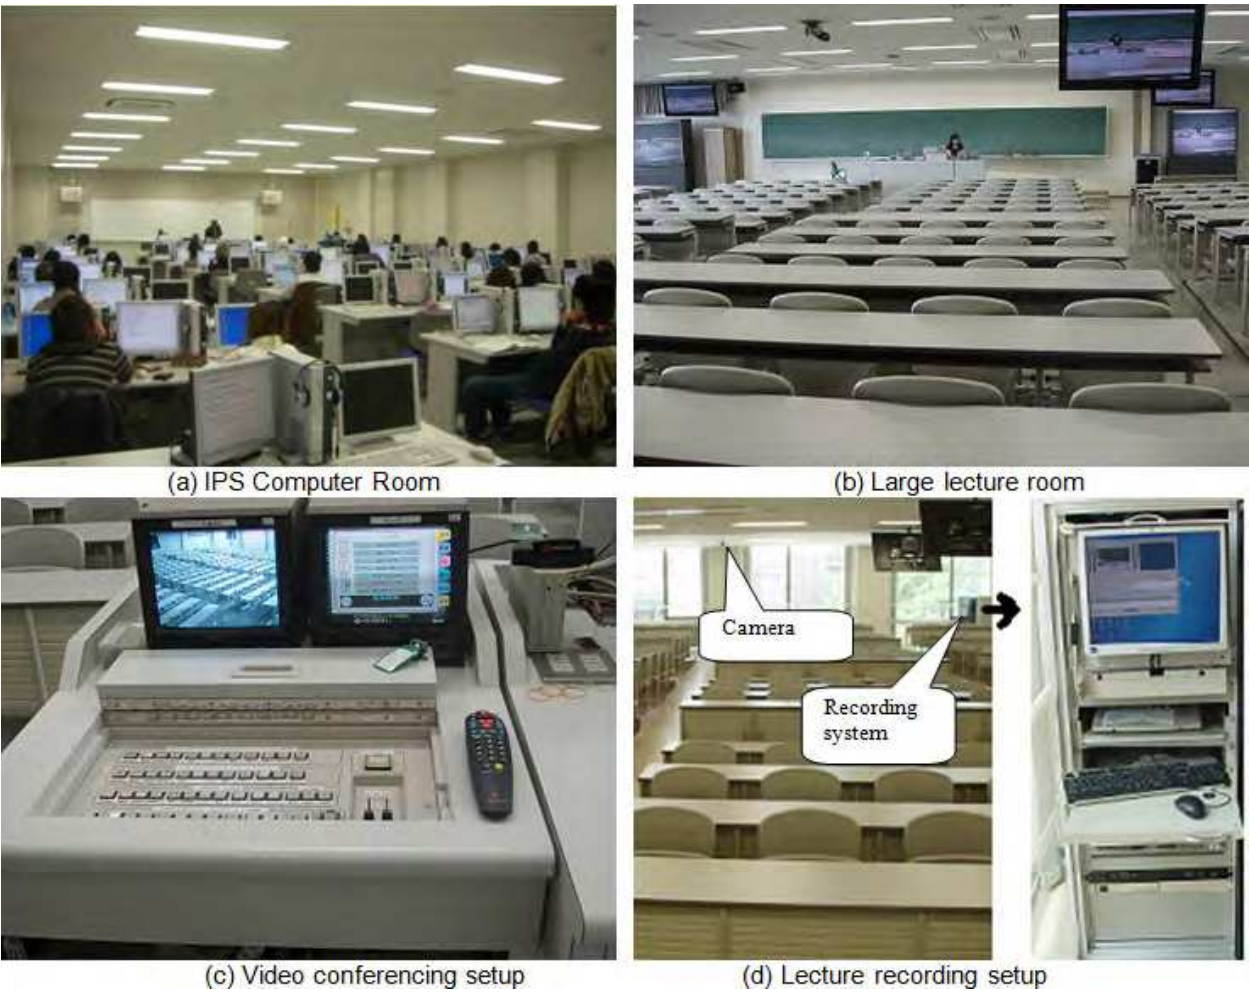 (a) IPS Computer Room
(b) Large lecture room
Camera
Recording
system
(c) Video conferencing setup
(d) Lecture recording setup